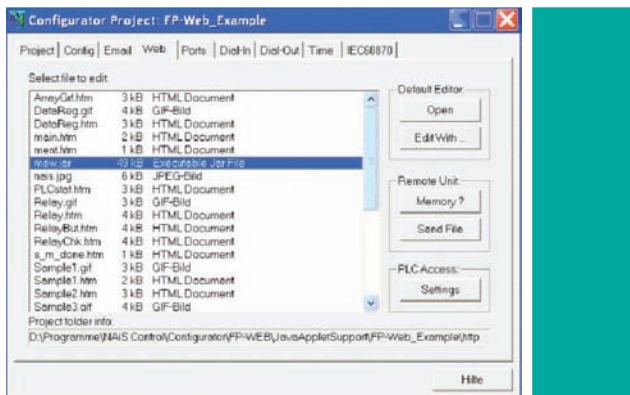 Configurator Project: FP-Web_Example
Project Config Email Web Ports Dial-In Dial-Out Time IEC60870
Select file to edit:
ArrayGrf.htm 3 kB HTML Document
DataReg.gif 4 kB GIF-Bild
DataReg.htm 3 kB HTML Document
main.htm 2 kB HTML Document
ment.htm 1 kB HTML Document
mew.jar 49 kB Executable Jar File
nais.jpg 6 kB JPEG-Bild
PLCstat.htm 3 kB HTML Document
Relay.gif 3 kB GIF-Bild
Relay.htm 4 kB HTML Document
RelayBut.htm 4 kB HTML Document
RelayChk.htm 4 kB HTML Document
s_m_done.htm 1 kB HTML Document
Sample1.gif 3 kB GIF-Bild
Sample1.htm 2 kB HTML Document
Sample2.htm 3 kB HTML Document
Sample3.gif 4 kB GIF-Bild
Default Editor:
Open
Edit With ...
Remote Unit:
Memory ?
Send File
PLC Access:
Settings
Project folder info:
D:\Programme\NAiS Control\Configurator\FP-WEB\JavaAppletSupport\FP-Web_Example\http
Hilfe